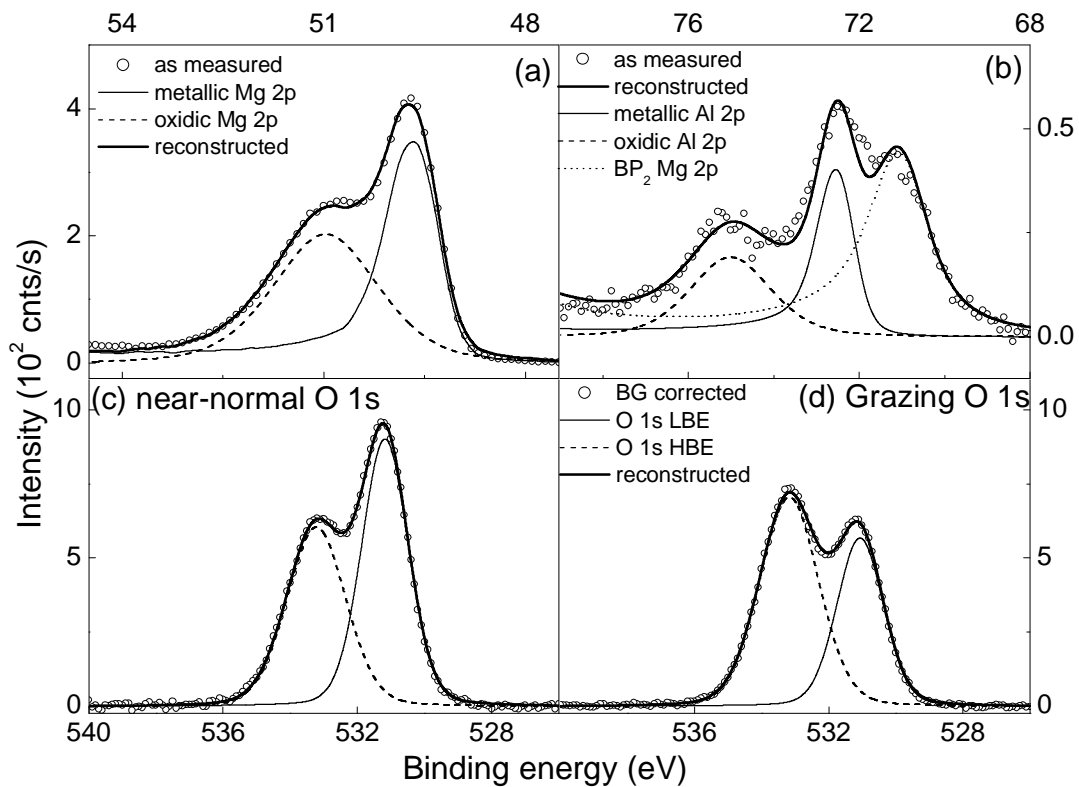 54 51 48 76 72 68
as measured
metallic Mg 2p
oxidic Mg 2p
reconstructed
(a)
as measured
reconstructed
metallic Al 2p
oxidic Al 2p
BP2 Mg 2p
(b)
4
2
0
0.5
0.0
Intensity (10² cnts/s)
(c) near-normal O 1s
BG corrected
O 1s LBE
O 1s HBE
reconstructed
(d) Grazing O 1s
10
5
0
10
5
0
540 536 532 528 536 532 528
Binding energy (eV)